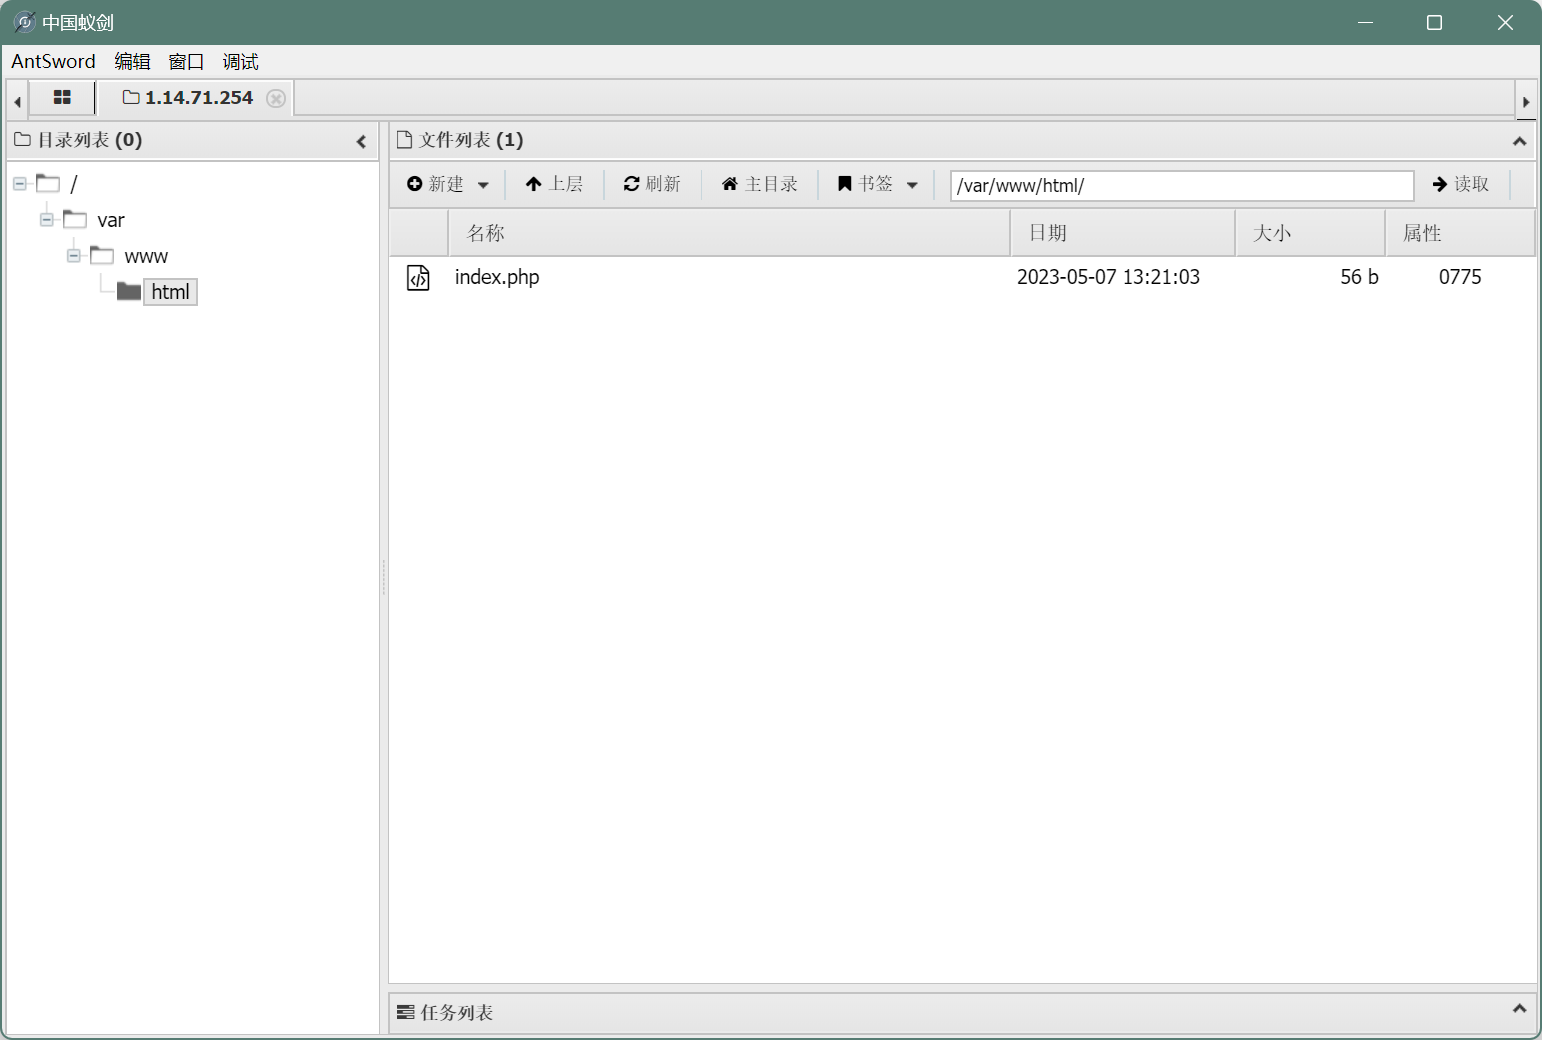 中国蚁剑
AntSword 编辑 窗口 调试
1.14.71.254
目录列表 (0)
/
var
www
html
文件列表 (1)
新建 上层 刷新 主目录 书签 /var/www/html/ 读取
名称 日期 大小 属性
index.php 2023-05-07 13:21:03 56 b 0775
任务列表